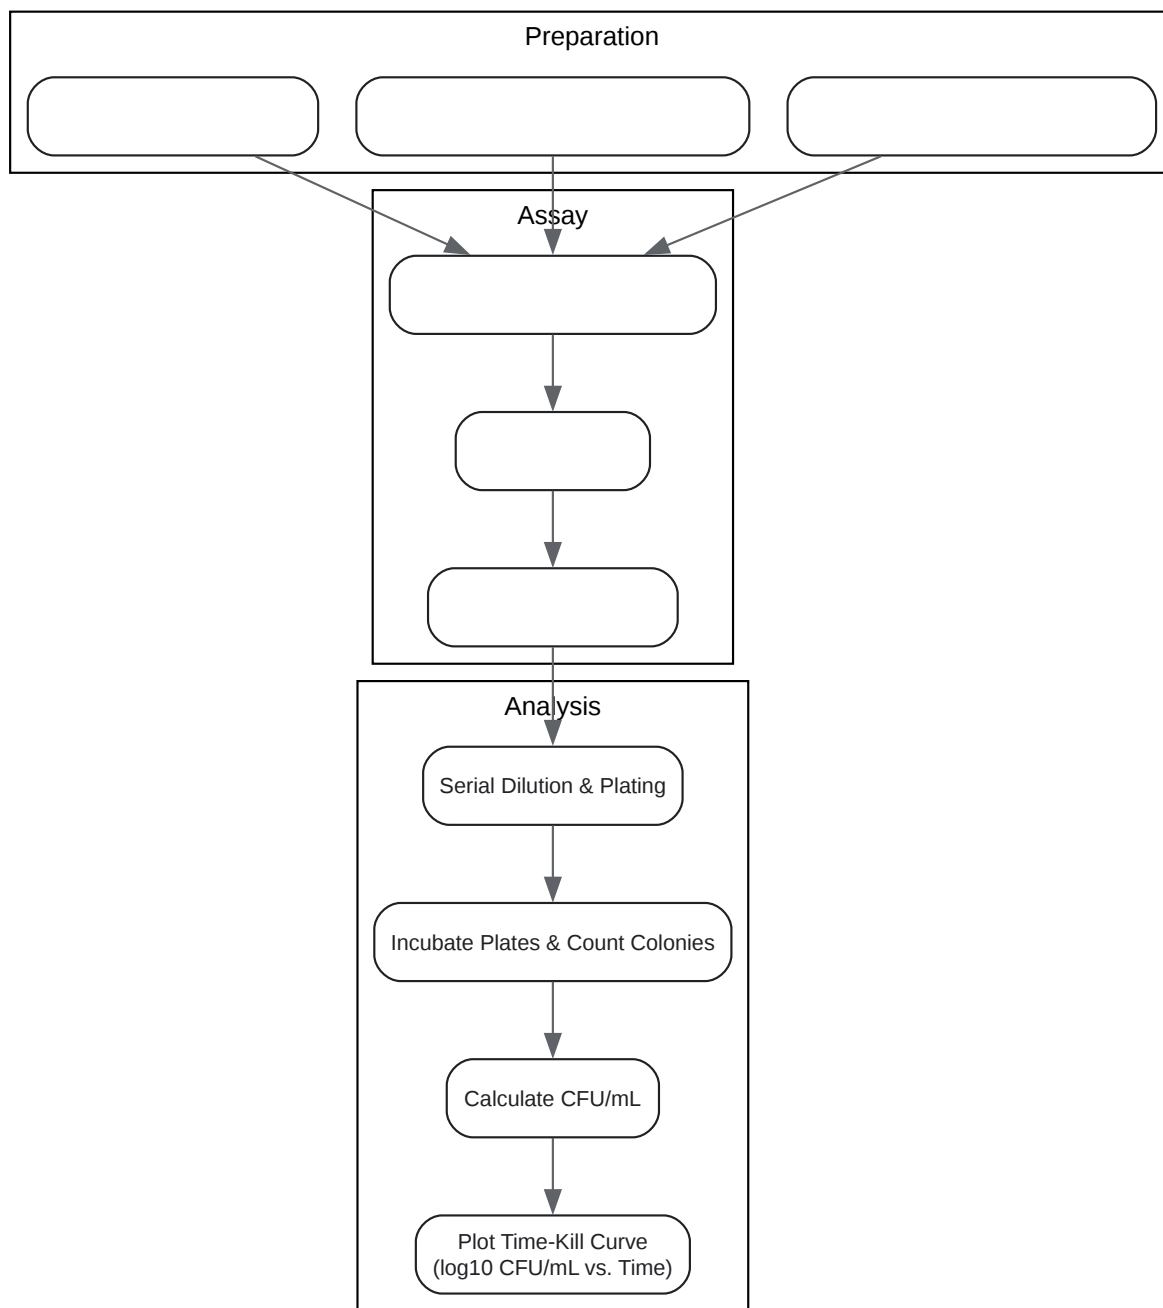 Preparation
Assay
Analysis
Serial Dilution & Plating
Incubate Plates & Count Colonies
Calculate CFU/mL
Plot Time-Kill Curve
(log10 CFU/mL vs. Time)